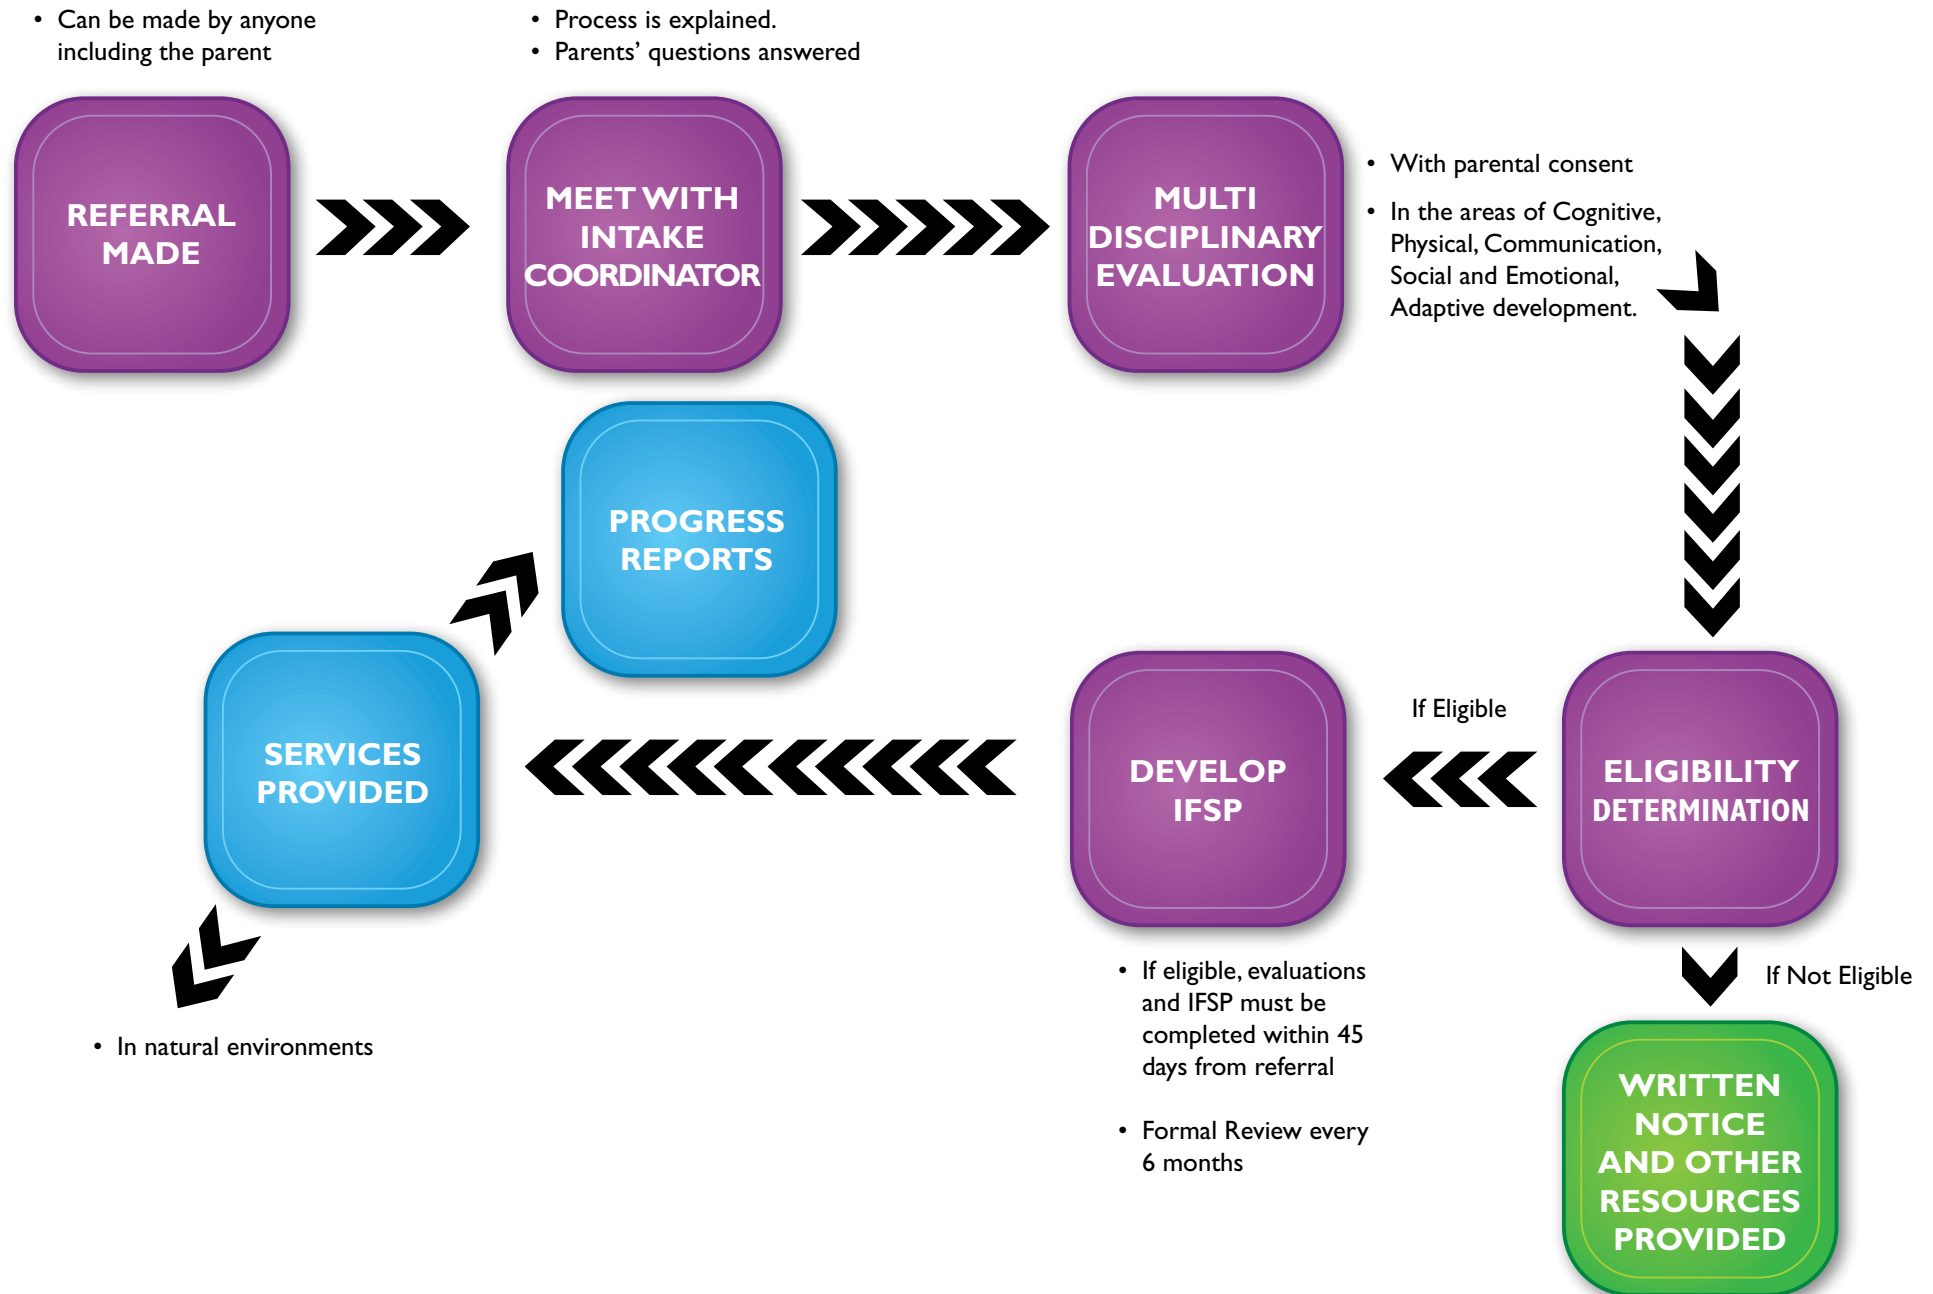 • Can be made by anyone
including the parent
• Process is explained.
• Parents’ questions answered
REFERRAL
MADE
MEET WITH
INTAKE
COORDINATOR
MULTI
DISCIPLINARY
EVALUATION
• With parental consent
• In the areas of Cognitive,
Physical, Communication,
Social and Emotional,
Adaptive development.
PROGRESS
REPORTS
SERVICES
PROVIDED
DEVELOP
IFSP
If Eligible
ELIGIBILITY
DETERMINATION
• In natural environments
• If eligible, evaluations
and IFSP must be
completed within 45
days from referral
• Formal Review every
6 months
If Not Eligible
WRITTEN
NOTICE
AND OTHER
RESOURCES
PROVIDED